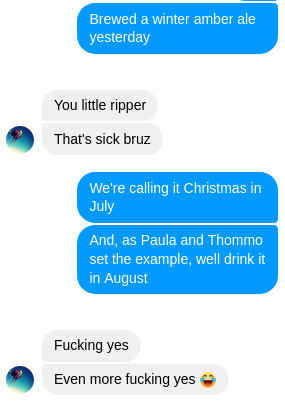 Brewed a winter amber ale
yesterday
You little ripper
That's sick bruz
We're calling it Christmas in
July
And, as Paula and Thommo
set the example, well drink it
in August
Fucking yes
Even more fucking yes 😂